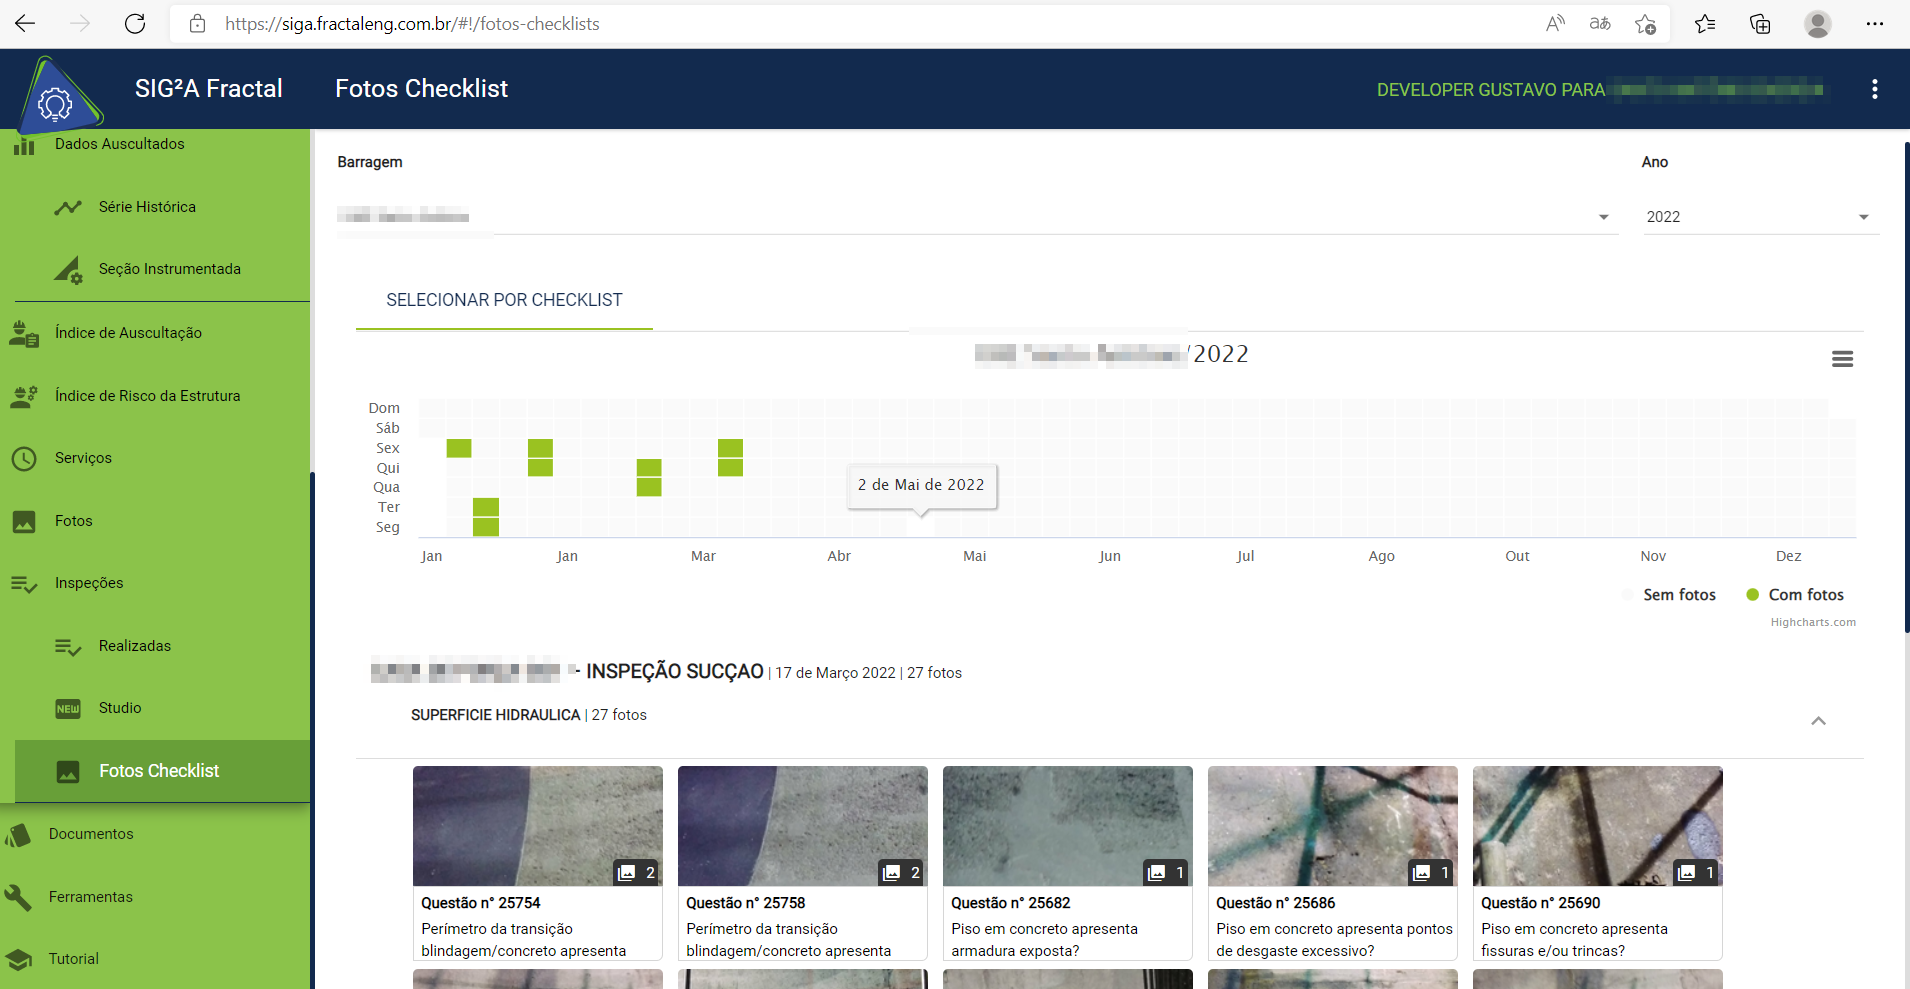 https://siga.fractaleng.com.br/#!/fotos-checklists
SIG²A Fractal
Fotos Checklist
DEVELOPER GUSTAVO PARA
Dados Auscultados
Série Histórica
Seção Instrumentada
Índice de Auscultação
Índice de Risco da Estrutura
Serviços
Fotos
Inspeções
Realizadas
NEW
Studio
Fotos Checklist
Documentos
Ferramentas
Tutorial
Barragem
Ano
2022
SELECIONAR POR CHECKLIST
/2022
Dom
Sáb
Sex
Qui
Qua
Ter
Seg
2 de Mai de 2022
Jan Jan Mar Abr Mai Jun Jul Ago Out Nov Dez
Sem fotos Com fotos
Highcharts.com
- INSPEÇÃO SUCÇAO | 17 de Março 2022 | 27 fotos
SUPERFICIE HIDRAULICA | 27 fotos
2
Questão n° 25754
Perímetro da transição
blindagem/concreto apresenta
2
Questão n° 25758
Perímetro da transição
blindagem/concreto apresenta
1
Questão n° 25682
Piso em concreto apresenta
armadura exposta?
1
Questão n° 25686
Piso em concreto apresenta pontos
de desgaste excessivo?
1
Questão n° 25690
Piso em concreto apresenta
fissuras e/ou trincas?